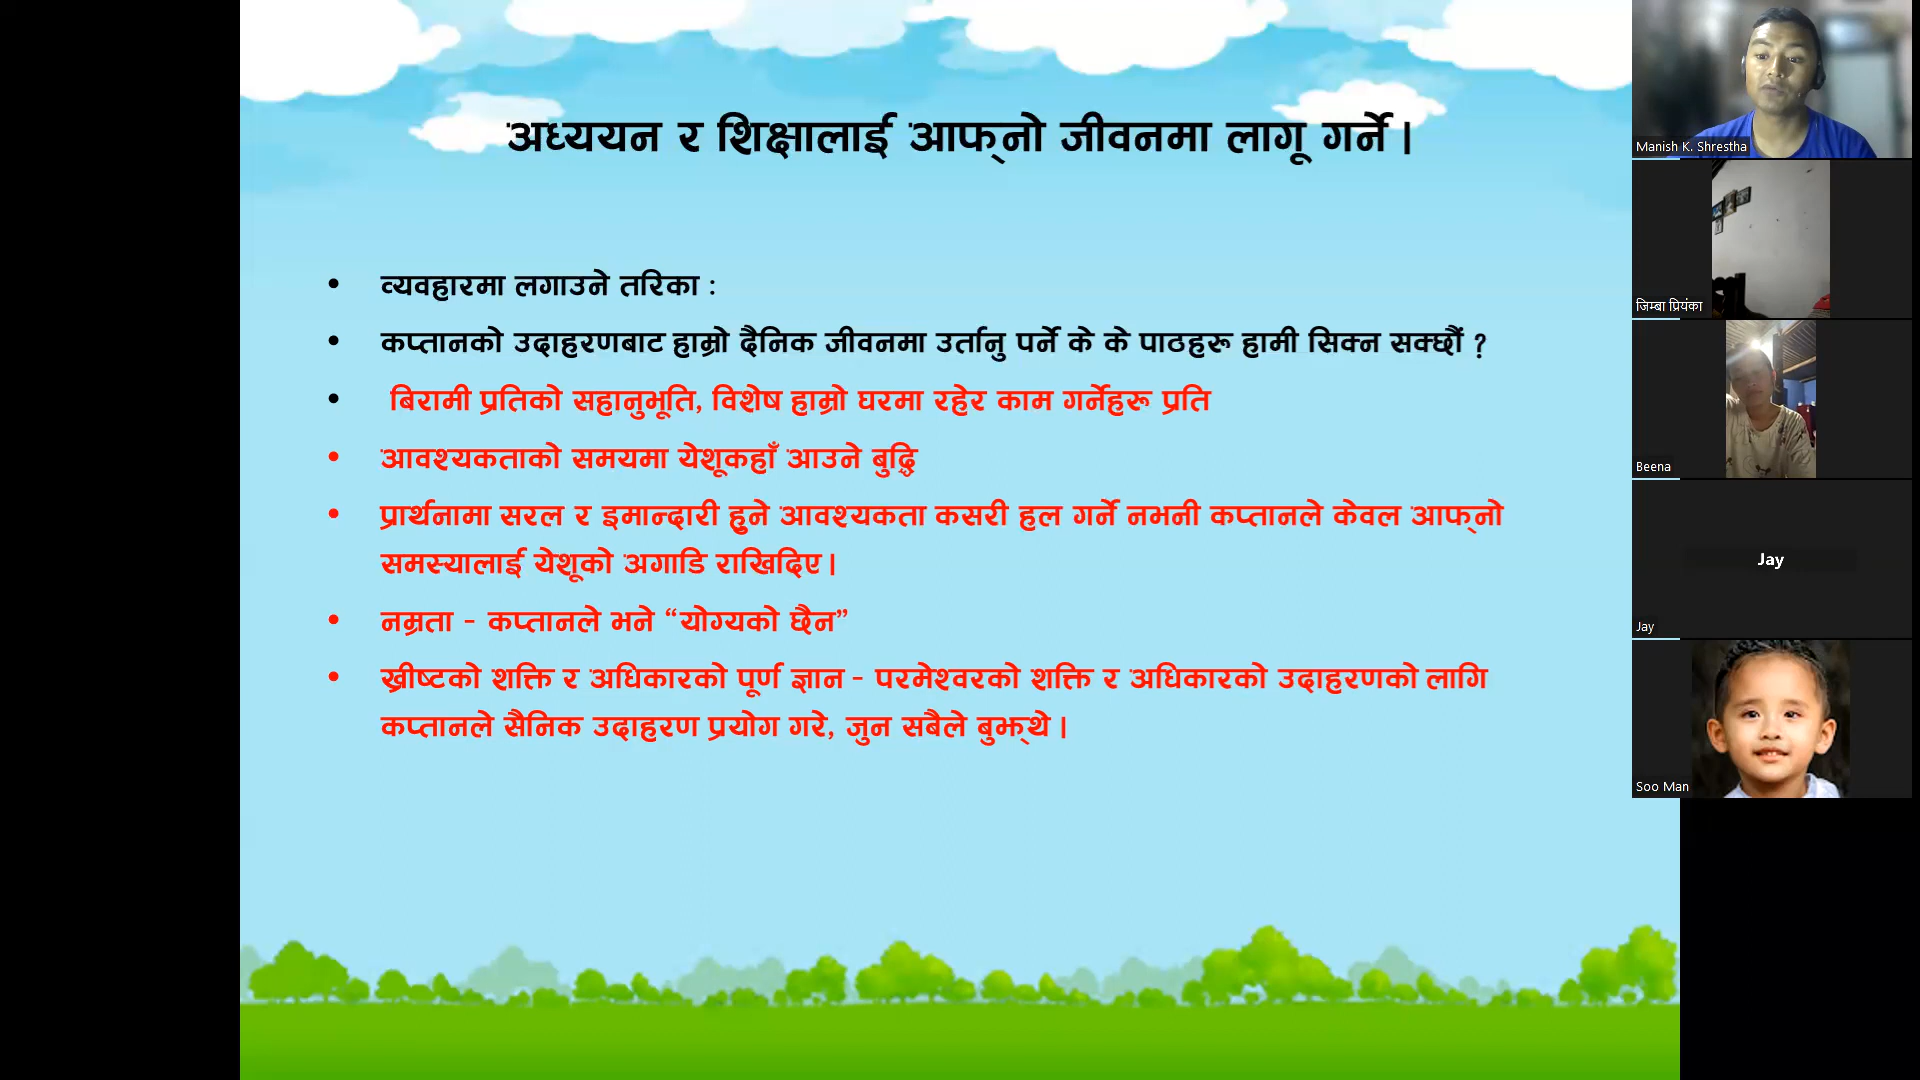 अध्ययन र शिक्षालाई आफ्नो जीवनमा लागू गर्ने।
• व्यवहारमा लगाउने तरिका :
• कप्तानको उदाहरणबाट हाम्रो दैनिक जीवनमा उर्तानु पर्ने के के पाठहरू हामी सिक्न सक्छौं ?
• बिरामी प्रतिको सहानुभूति, विशेष हाम्रो घरमा रहेर काम गर्नेहरू प्रति
• आवश्यकताको समयमा येशूकहाँ आउने बुद्धि
• प्रार्थनामा सरल र इमान्दारी हुने आवश्यकता कसरी हल गर्ने नभनी कप्तानले केवल आफ्नो
समस्यालाई येशूको अगाडि राखिदिए।
• नम्रता - कप्तानले भने “योग्यको छैन”
• ख्रीष्टको शक्ति र अधिकारको पूर्ण ज्ञान - परमेश्वरको शक्ति र अधिकारको उदाहरणको लागि
कप्तानले सैनिक उदाहरण प्रयोग गरे, जुन सबैले बुझ्थे।
Manish K. Shrestha
जिम्बा प्रियंका
Beena
Jay
Jay
Soo Man